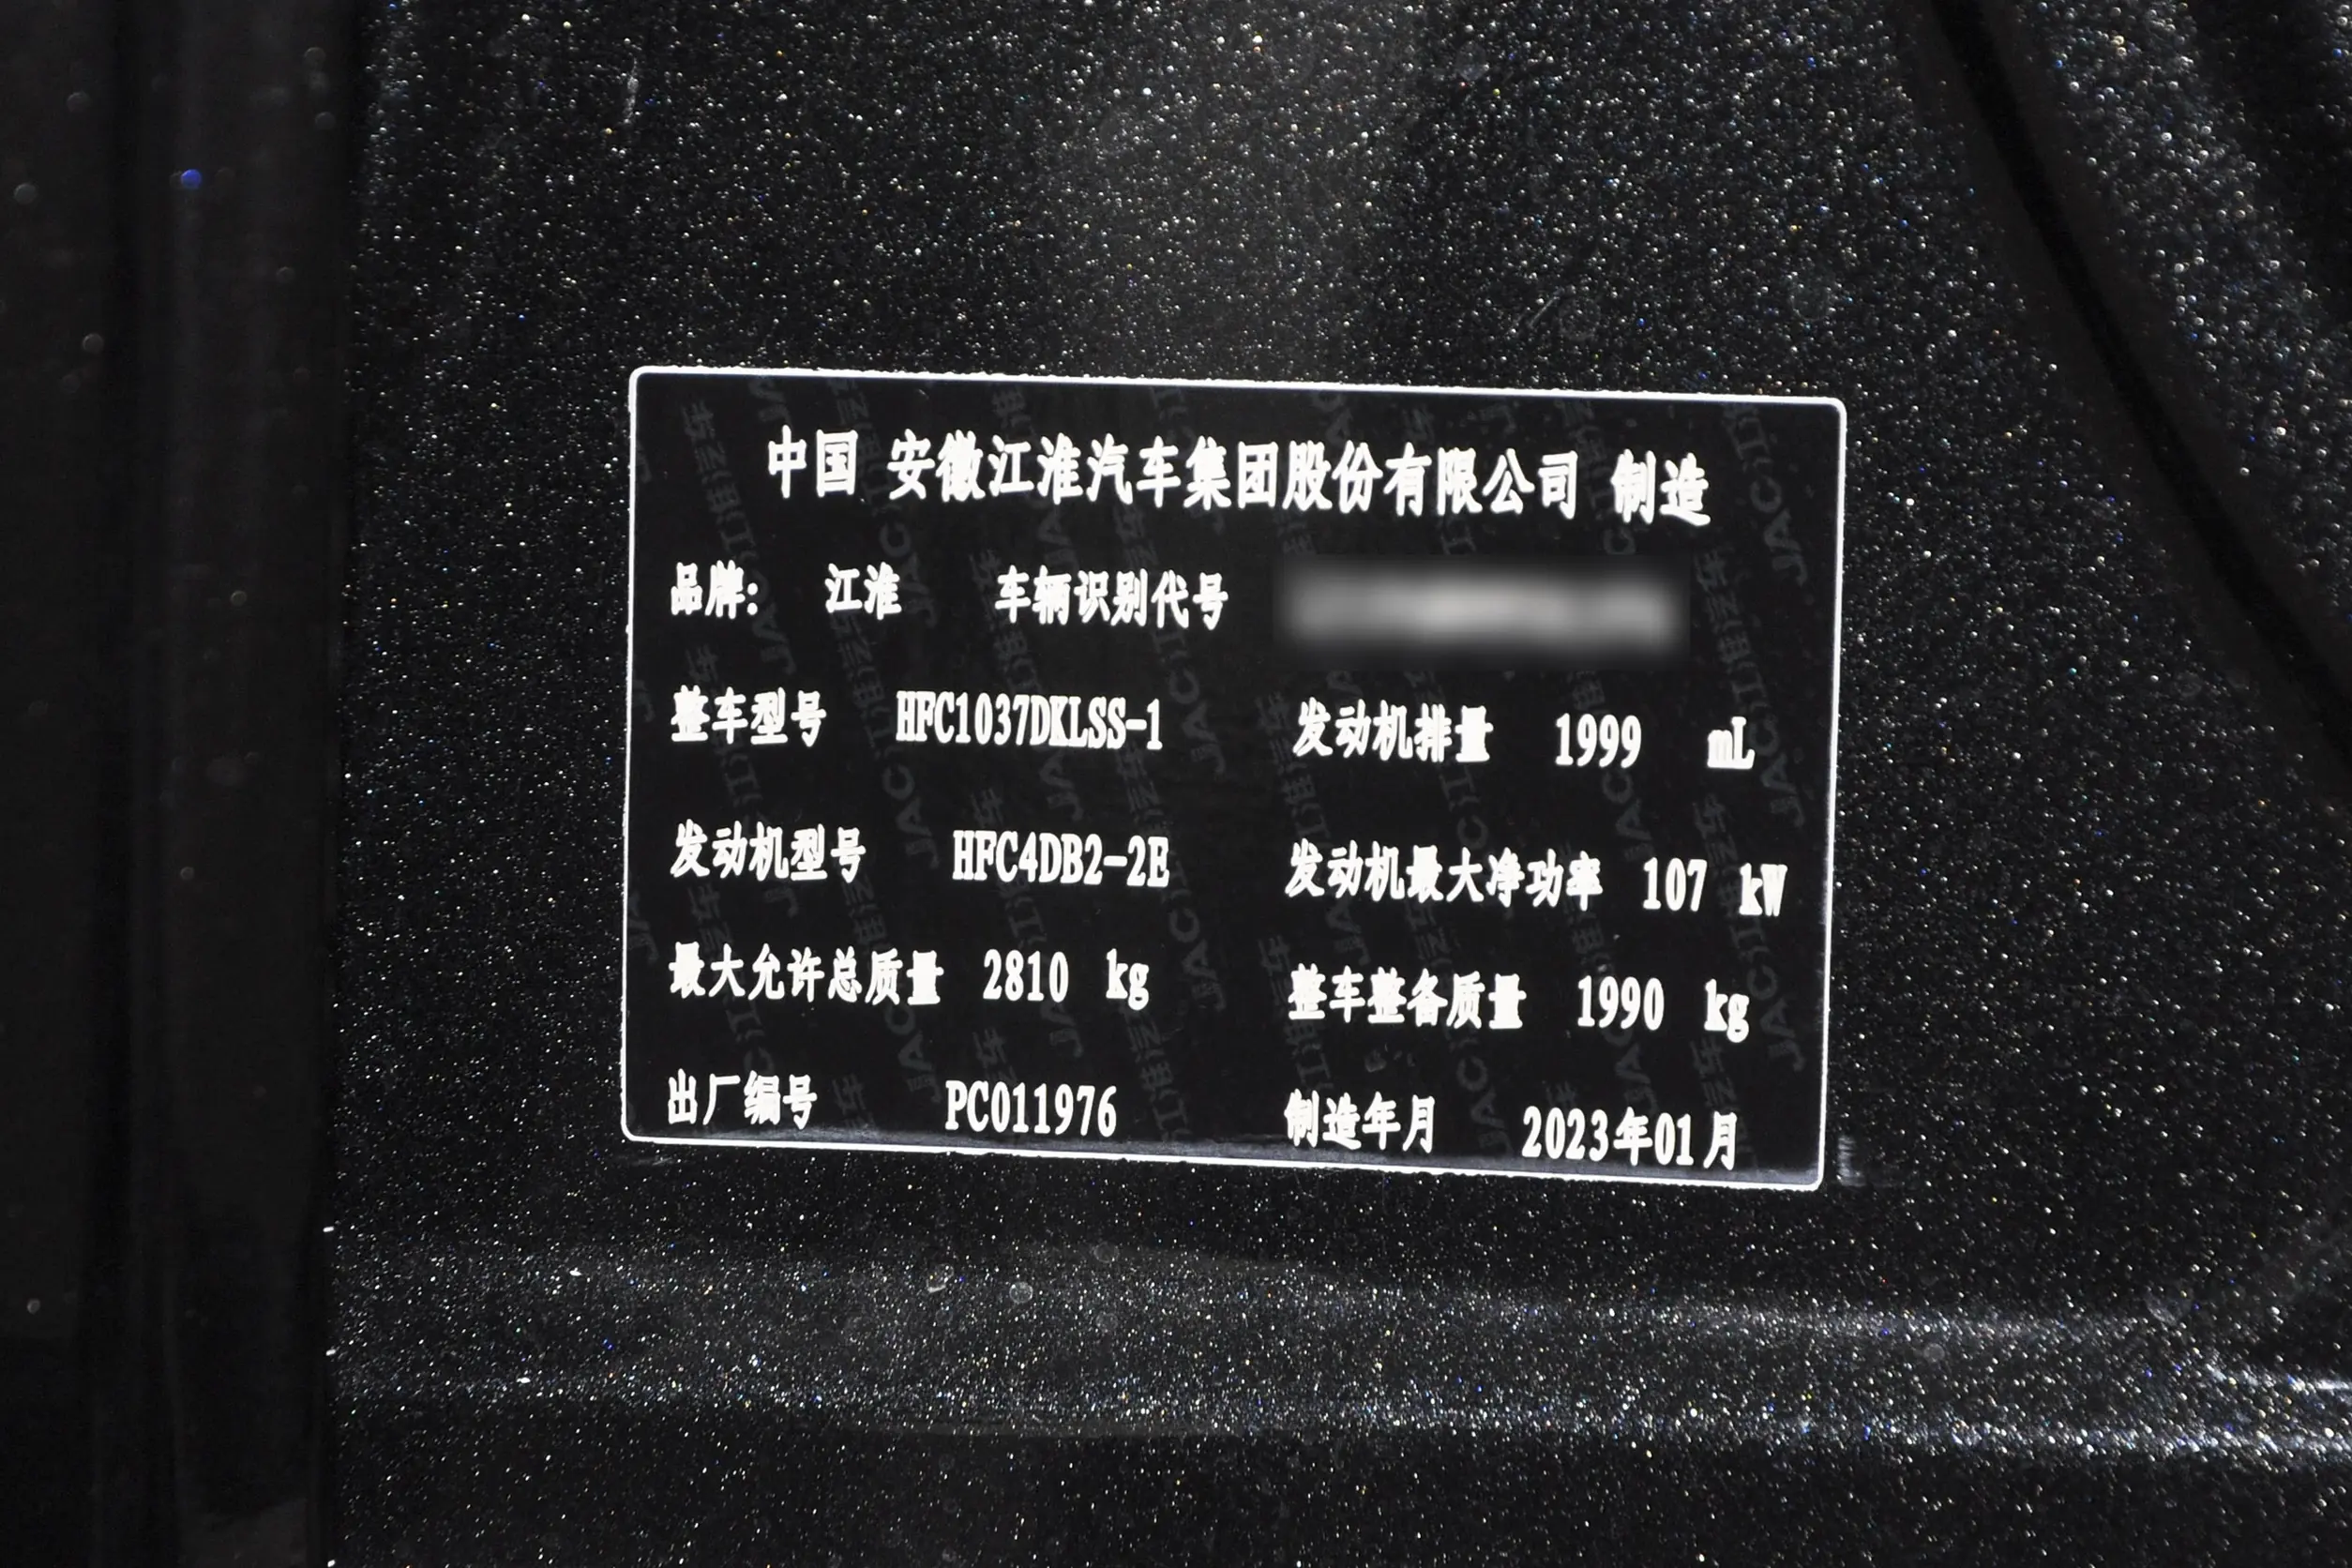 中国 安徽江淮汽车集团股份有限公司 制造
品牌: 江淮 车辆识别代号
整车型号 HFC1037DKLSS-1 发动机排量 1999 mL
发动机型号 HFC4DB2-2E 发动机最大净功率 107 kW
最大允许总质量 2810 kg 整车整备质量 1990 kg
出厂编号 PC011976 制造年月 2023年01月